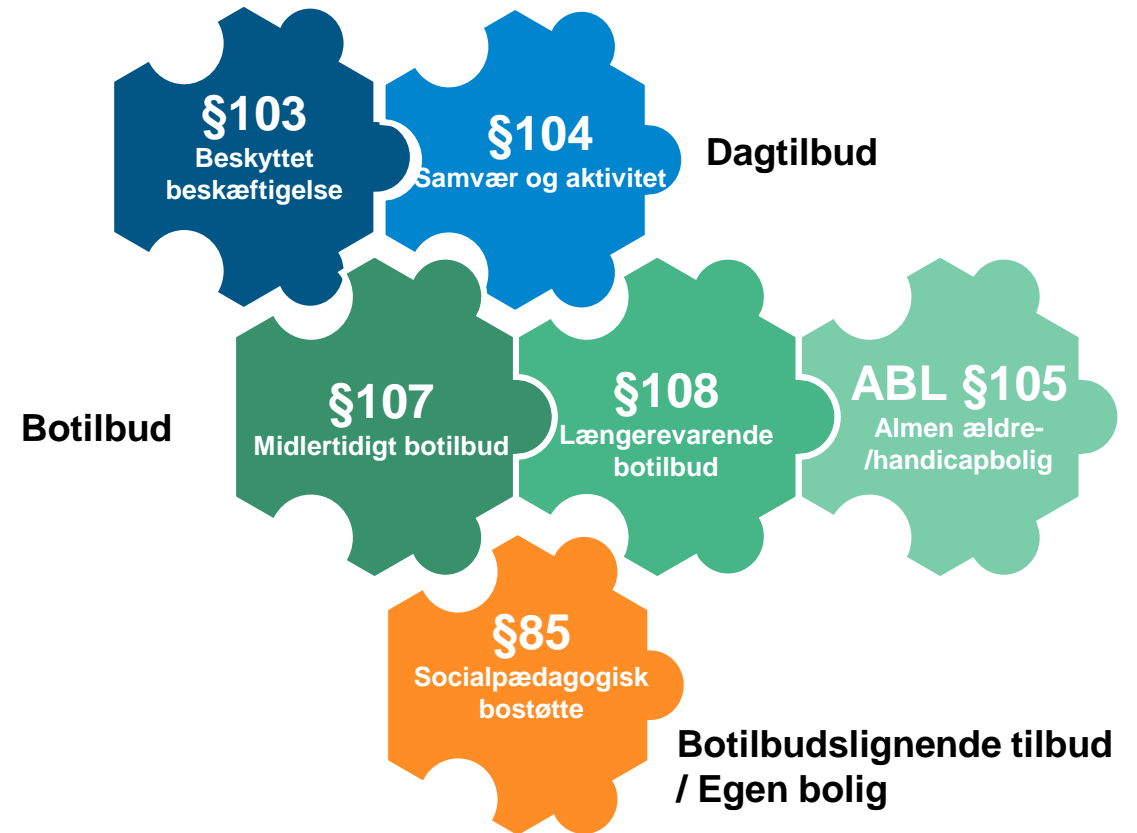 §103
Beskyttet
beskæftigelse
§104
Samvær og aktivitet
Dagtilbud
Botilbud
§107
Midlertidigt botilbud
§108
Længerevarende
botilbud
ABL §105
Almen ældre-
/handicapbolig
§85
Socialpædagogisk
bostøtte
Botilbudslignende tilbud
/ Egen bolig